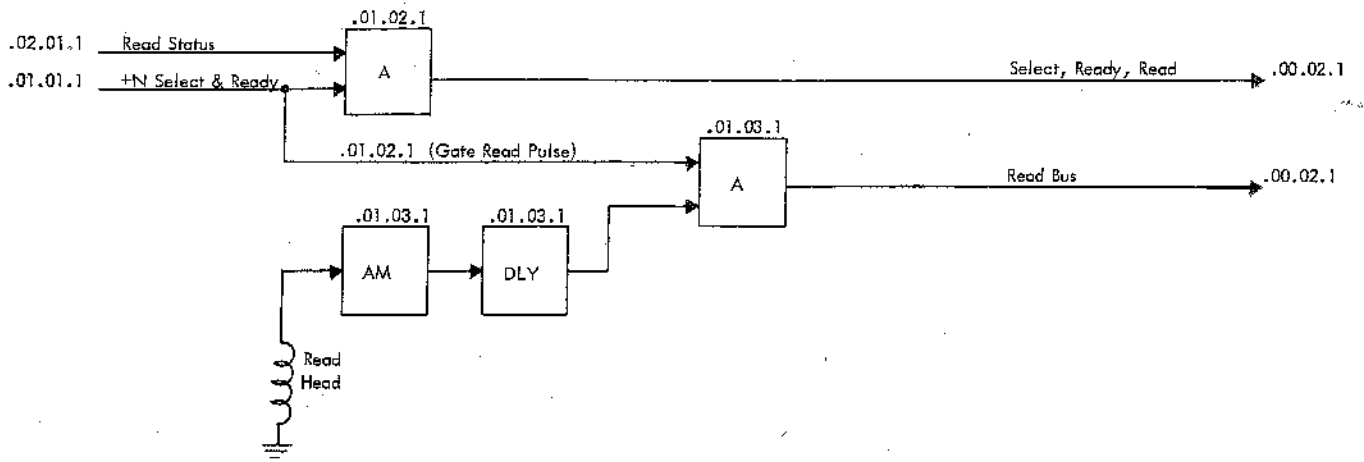 .01.02.1
.02.01.1 Read Status
A
.01.01.1 +N Select & Ready
Select, Ready, Read .00.02.1
.01.03.1
.01.02.1 (Gate Read Pulse)
A
Read Bus .00.02.1
.01.03.1 .01.03.1
AM DLY
Read
Head